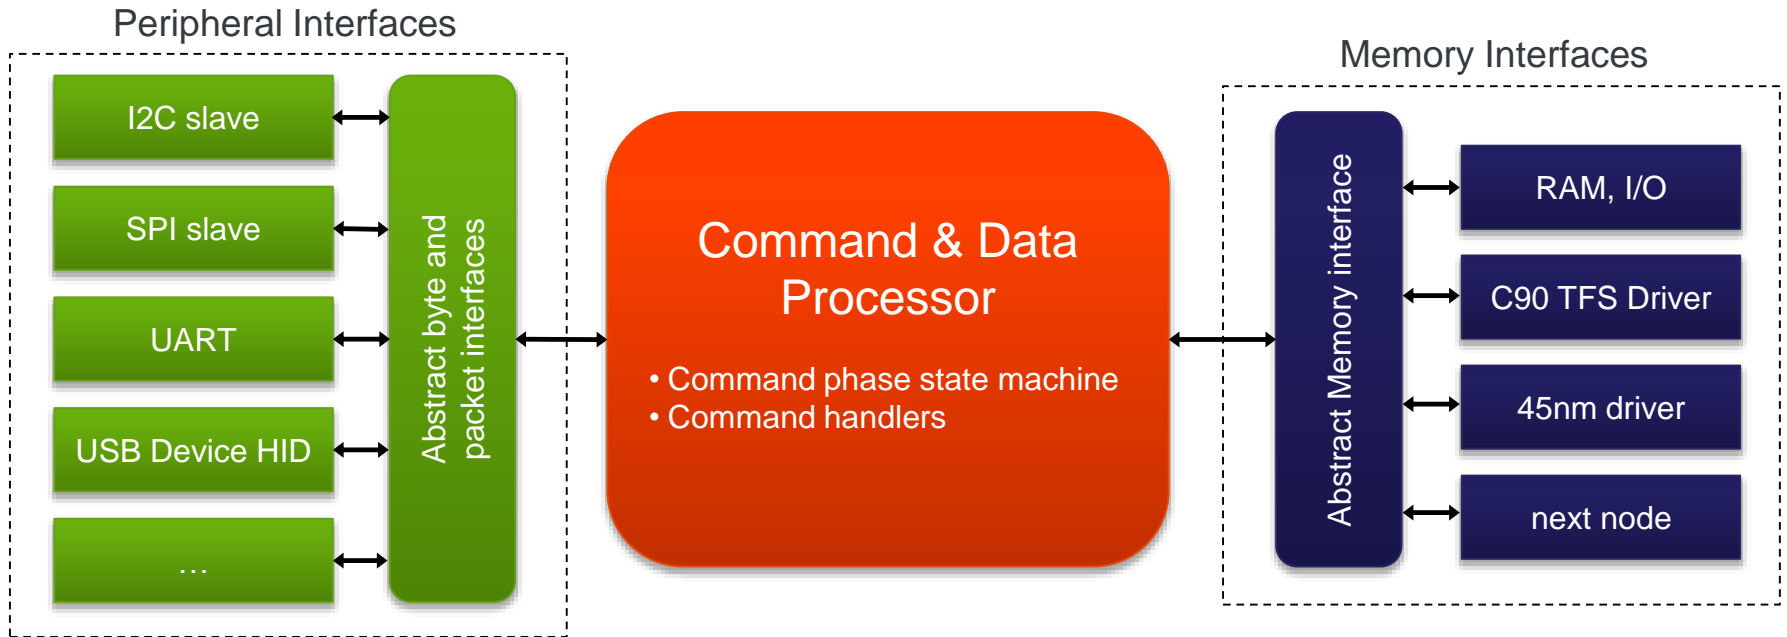 Peripheral Interfaces
I2C slave
SPI slave
UART
USB Device HID
…
Abstract byte and
packet interfaces
Command & Data
Processor
• Command phase state machine
• Command handlers
Memory Interfaces
Abstract Memory interface
RAM, I/O
C90 TFS Driver
45nm driver
next node